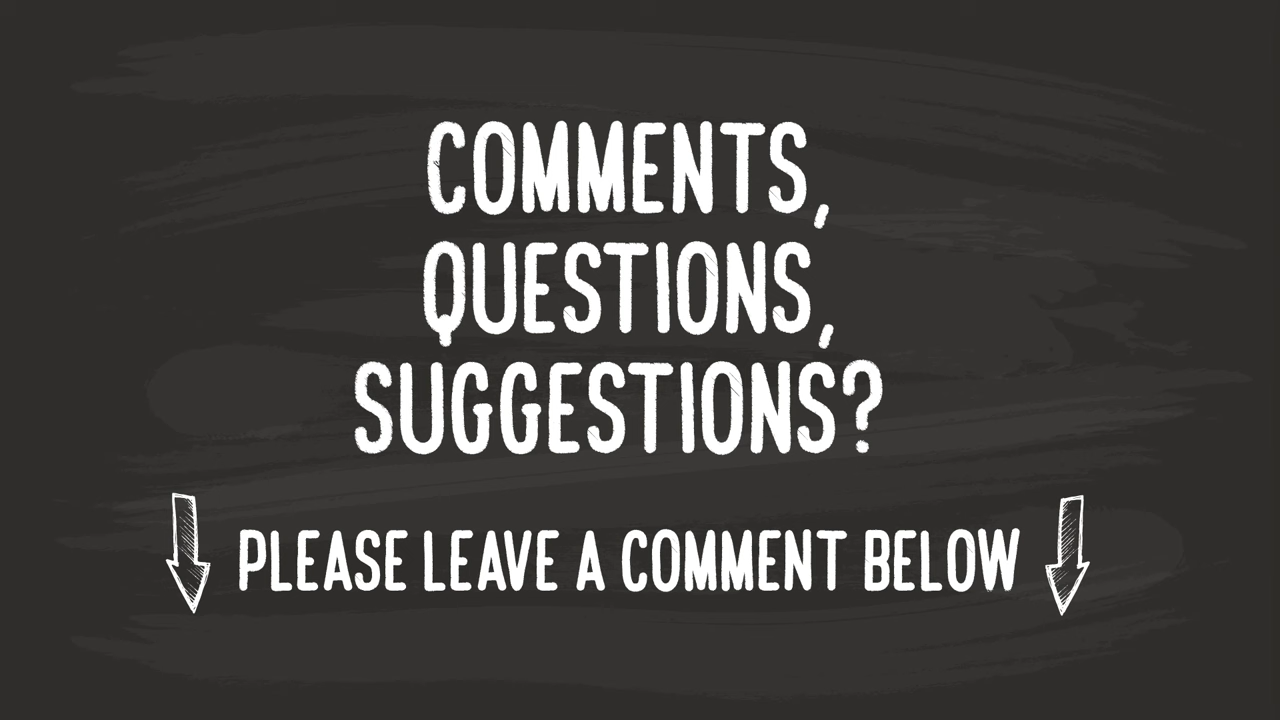 COMMENTS,
QUESTIONS,
SUGGESTIONS?
PLEASE LEAVE A COMMENT BELOW